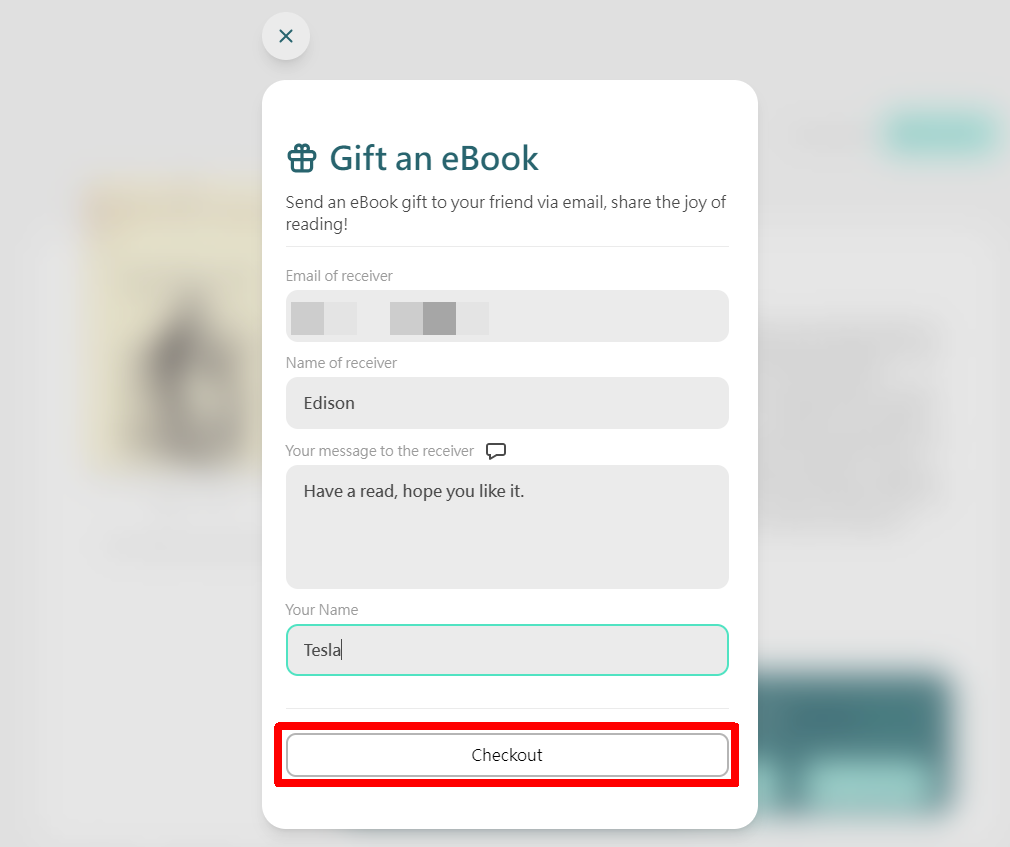 Gift an eBook
Send an eBook gift to your friend via email, share the joy of
reading!
Email of receiver
Name of receiver
Edison
Your message to the receiver
Have a read, hope you like it.
Your Name
Tesla
Checkout